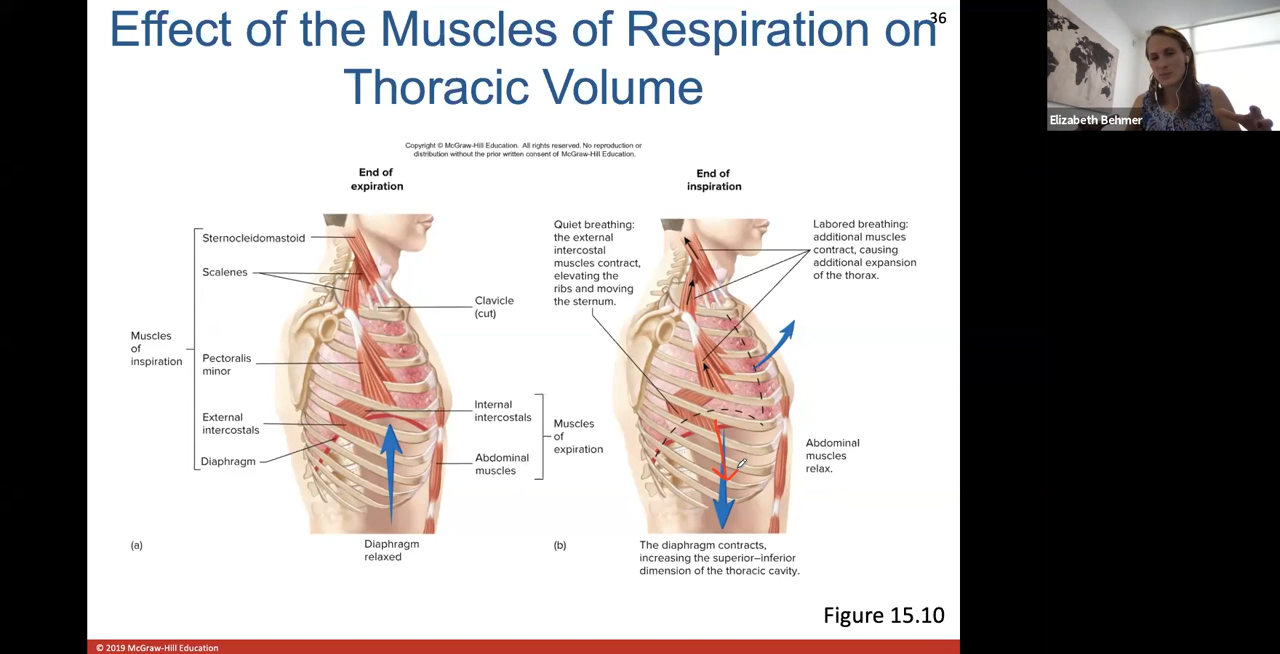 Effect of the Muscles of Respiration on
Thoracic Volume
36
Elizabeth Behmer
Copyright © McGraw-Hill Education. All rights reserved. No reproduction or
distribution without the prior written consent of McGraw-Hill Education.
End of
expiration
Sternocleidomastoid
Scalenes
Clavicle
(cut)
Muscles
of
inspiration
Pectoralis
minor
External
intercostals
Diaphragm
Internal
intercostals
Abdominal
muscles
Muscles
of
expiration
Diaphragm
relaxed
(a)
End of
inspiration
Quiet breathing:
the external
intercostal
muscles contract,
elevating the
ribs and moving
the sternum.
Labored breathing:
additional muscles
contract, causing
additional expansion
of the thorax.
Abdominal
muscles
relax.
(b)
The diaphragm contracts,
increasing the superior–inferior
dimension of the thoracic cavity.
Figure 15.10
© 2019 McGraw-Hill Education